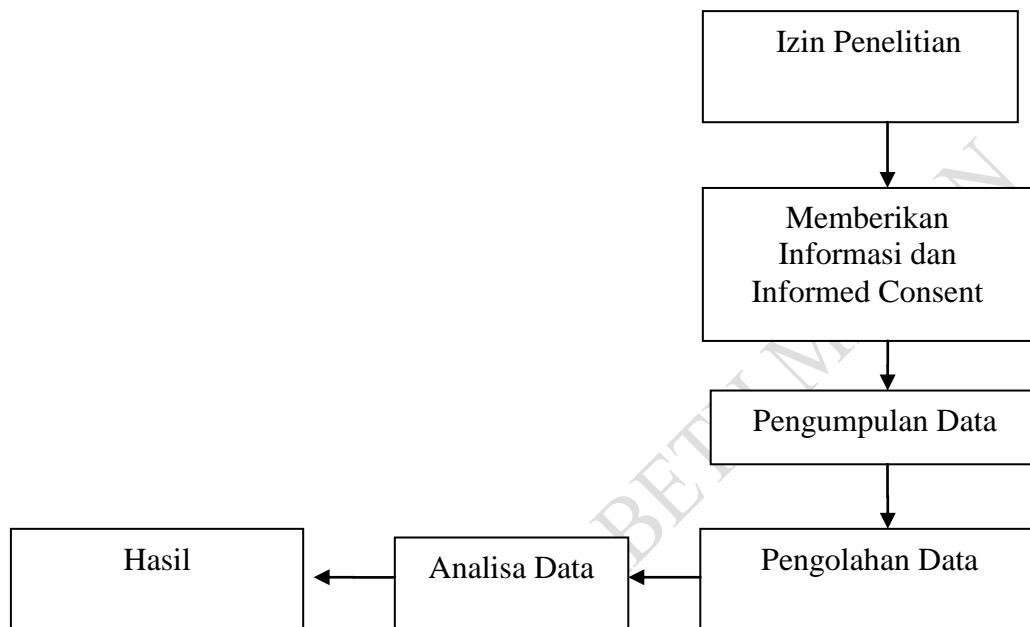 Izin Penelitian
Memberikan
Informasi dan
Informed Consent
Pengumpulan Data
Pengolahan Data
Analisa Data
Hasil